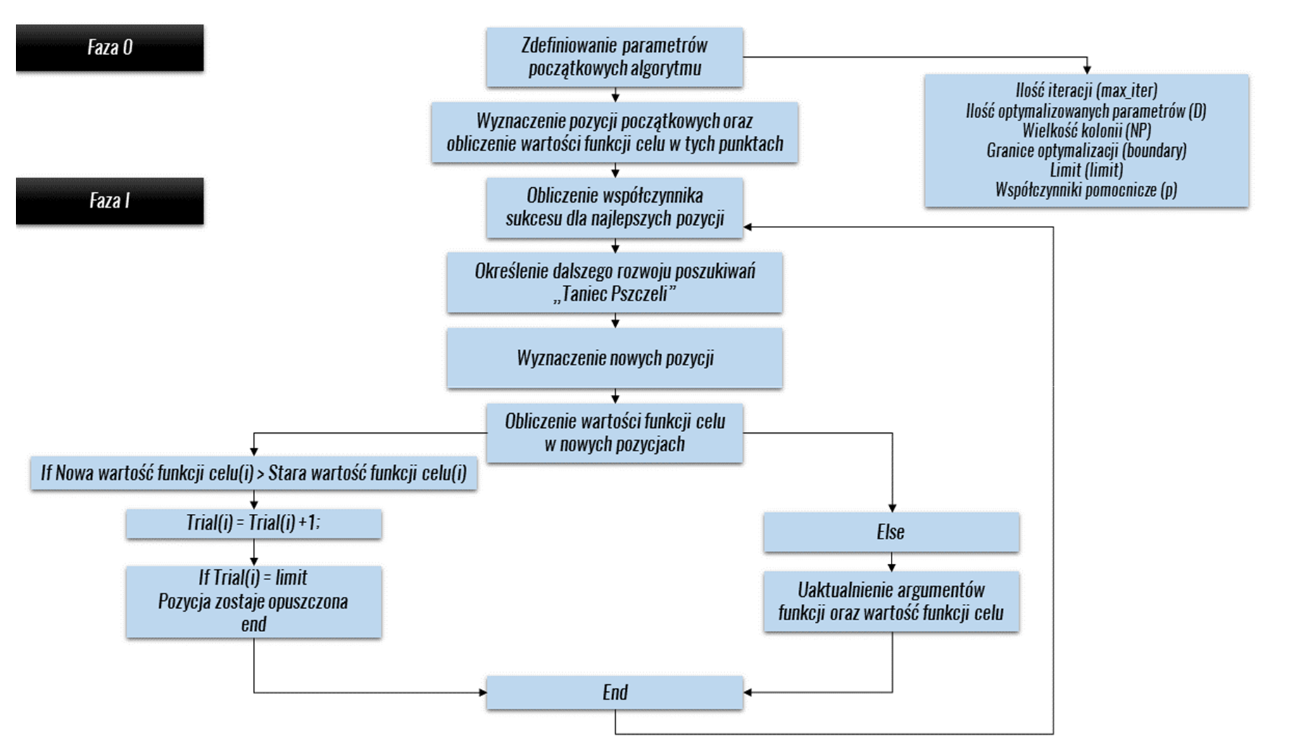 Faza 0
Zdefiniowanie parametrów
początkowych algorytmu
Ilość iteracji (max_iter)
Ilość optymalizowanych parametrów (D)
Wielkość kolonii (NP)
Granice optymalizacji (boundary)
Limit (limit)
Współczynniki pomocnicze (p)
Wyznaczenie pozycji początkowych oraz
obliczenie wartości funkcji celu w tych punktach
Faza I
Obliczenie współczynnika
sukcesu dla najlepszych pozycji
Określenie dalszego rozwoju poszukiwań
,,Taniec Pszczeli”
Wyznaczenie nowych pozycji
Obliczenie wartości funkcji celu
w nowych pozycjach
If Nowa wartość funkcji celu(i) > Stara wartość funkcji celu(i)
Trial(i) = Trial(i) +1;
If Trial(i) = limit
Pozycja zostaje opuszczona
end
Else
Uaktualnienie argumentów
funkcji oraz wartość funkcji celu
End